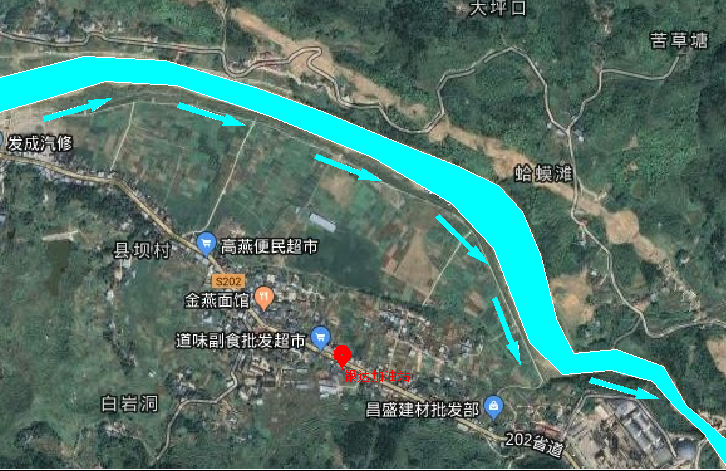 大坪口
苦草塘
发成汽修
蛤蟆滩
县坝村
高燕便民超市
S202
金燕面馆
道味副食批发超市
白岩洞
昌盛建材批发部
202省道